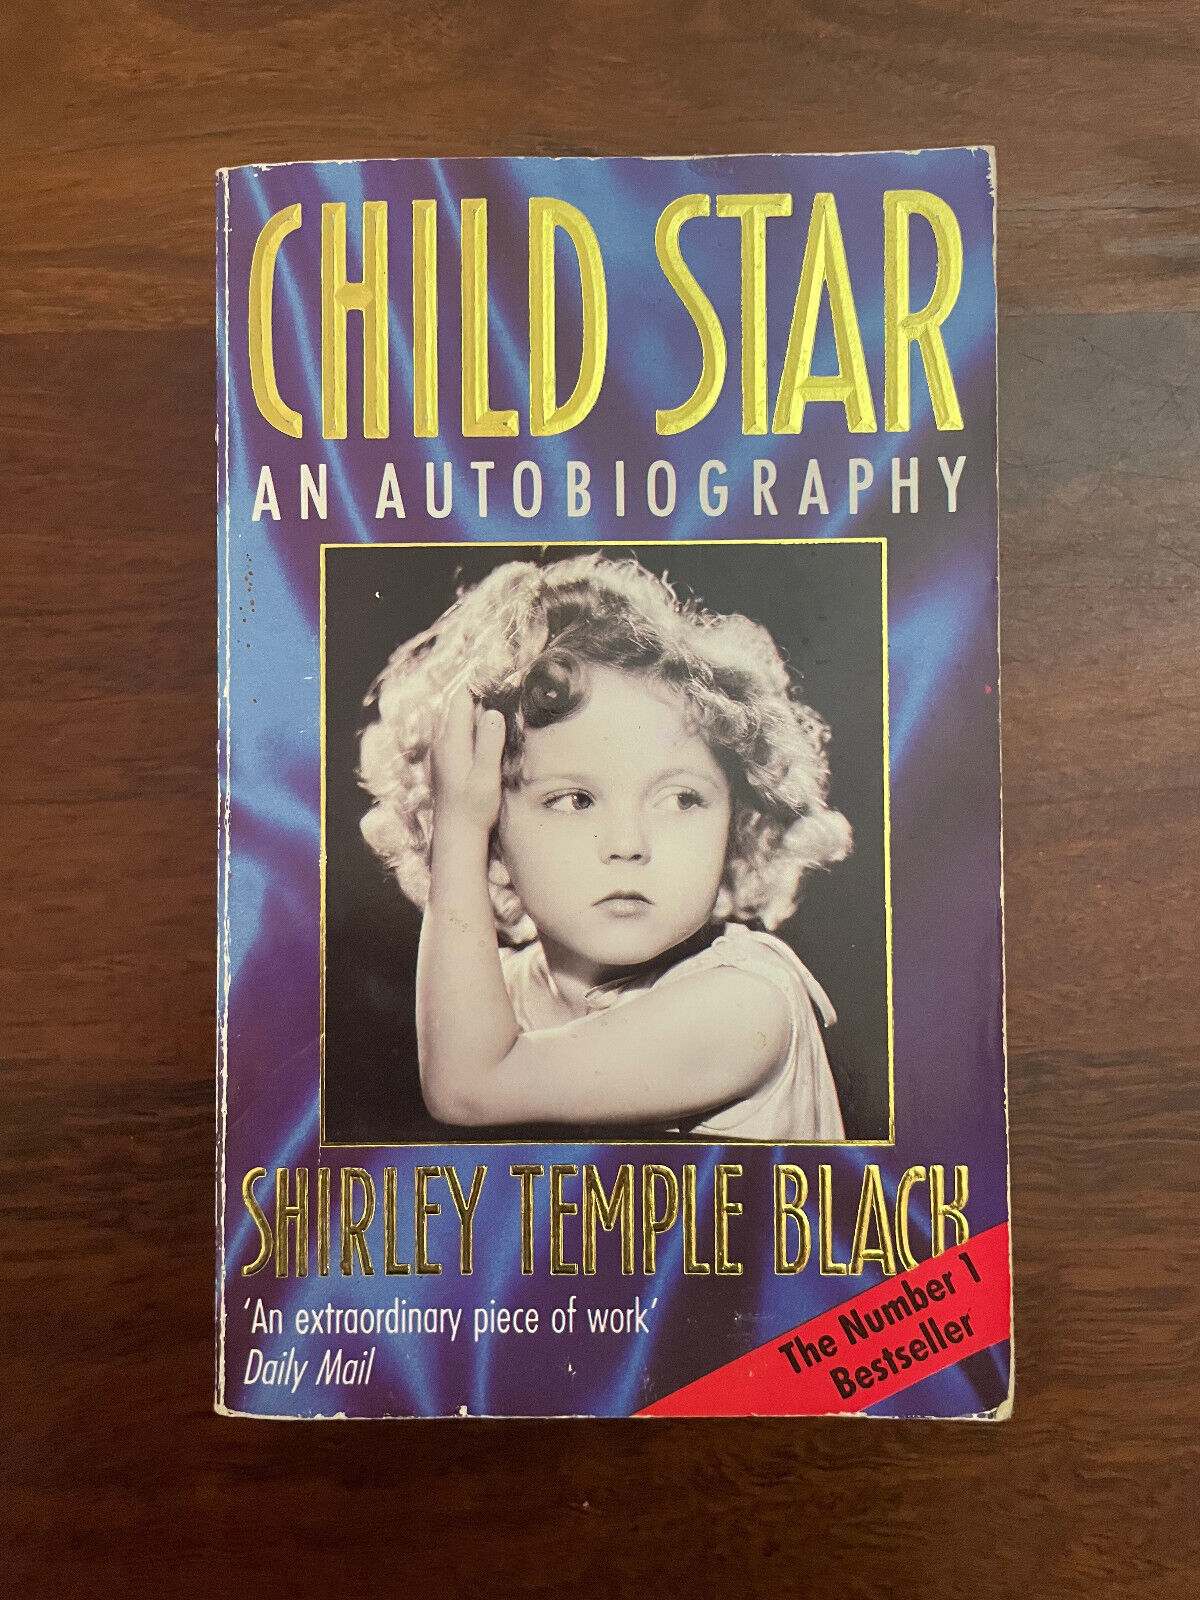 CHILD STAR
AN AUTOBIOGRAPHY
SHIRLEY TEMPLE BLACK
'An extraordinary piece of work'
Daily Mail
The Number 1
Bestseller